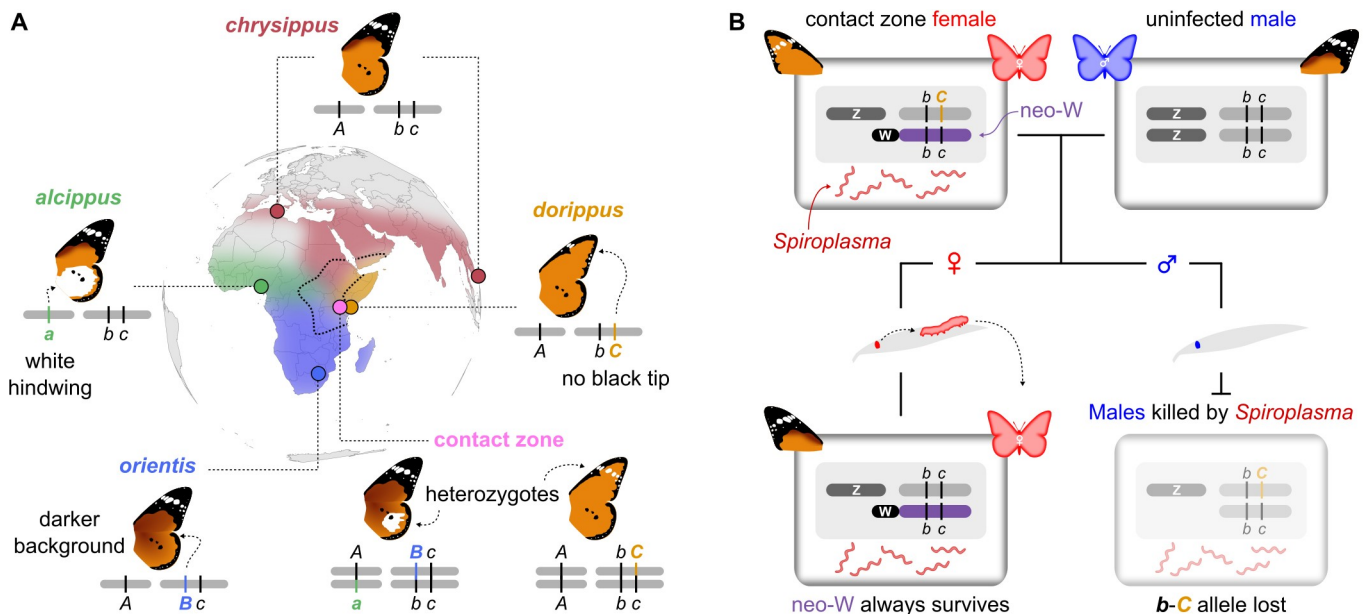 A
chrysippus
A
b c
alcippus
a
b c
white
hindwing
dorippus
A
b C
no black tip
contact zone
orientis
darker
background
A
B c
heterozygotes
A
B c
a
b c
A
b C
A
b c
B
contact zone female
uninfected male
♀
♂
b C
Z
W
b c
neo-W
b c
Z
Z
b c
Spiroplasma
♀
♂
Males killed by Spiroplasma
♀
b c
Z
W
b c
b C
Z
b c
neo-W always survives
b-C allele lost